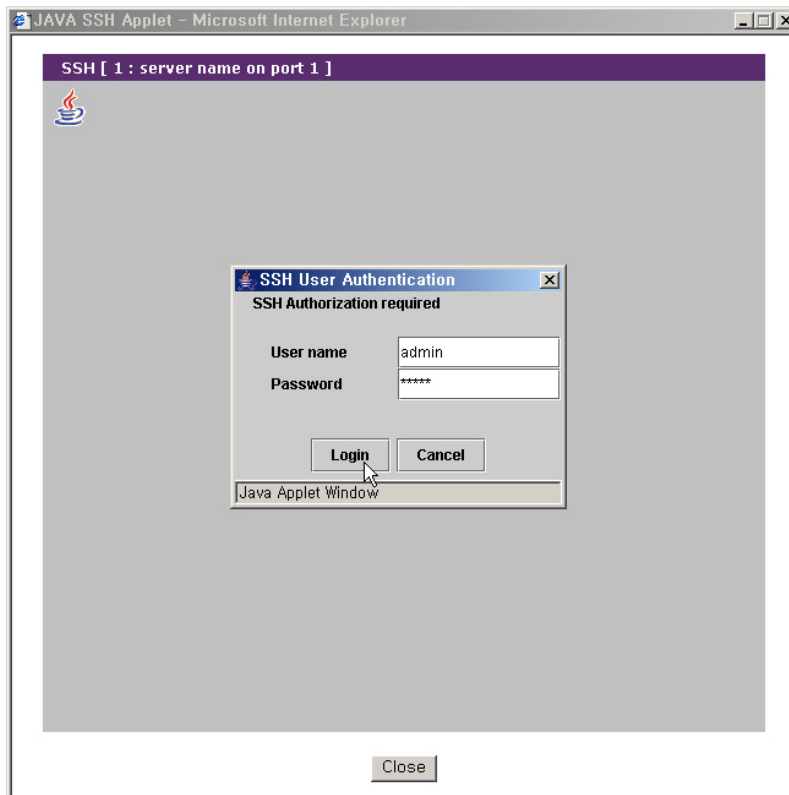 JAVA SSH Applet - Microsoft Internet Explorer
SSH [ 1 : server name on port 1 ]
SSH User Authentication
SSH Authorization required
User name admin
Password *****
Login Cancel
Java Applet Window
Close